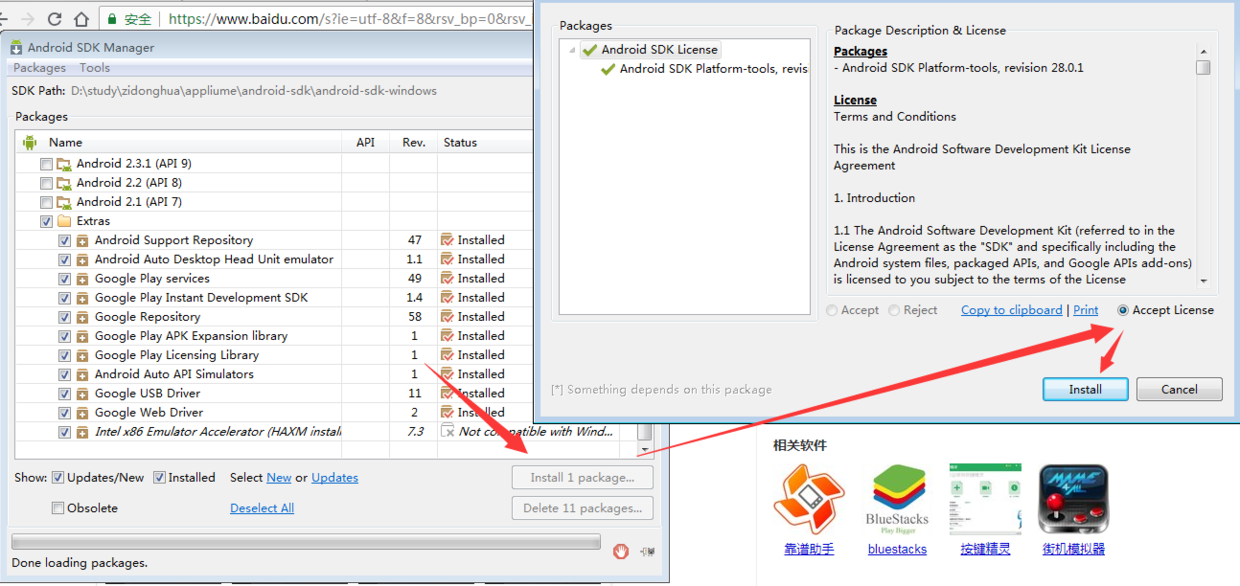 安全 https://www.baidu.com/s?ie=utf-8&f=8&rsv_bp=0&rsv_
Android SDK Manager
Packages Tools
SDK Path: D:\study\zidonghua\appliume\android-sdk\android-sdk-windows
Packages
Name API Rev. Status
Android 2.3.1 (API 9)
Android 2.2 (API 8)
Android 2.1 (API 7)
Extras
Android Support Repository 47 Installed
Android Auto Desktop Head Unit emulator 1.1 Installed
Google Play services 49 Installed
Google Play Instant Development SDK 1.4 Installed
Google Repository 58 Installed
Google Play APK Expansion library 1 Installed
Google Play Licensing Library 1 Installed
Android Auto API Simulators 1 Installed
Google USB Driver 11 Installed
Google Web Driver 2 Installed
Intel x86 Emulator Accelerator (HAXM install 7.3 Not compatible with Wind...
Show: Updates/New Installed Select New or Updates Install 1 package...
Obsolete Deselect All Delete 11 packages...
Done loading packages.
Packages
Android SDK License
Android SDK Platform-tools, revis
Package Description & License
Packages
- Android SDK Platform-tools, revision 28.0.1
License
Terms and Conditions
This is the Android Software Development Kit License
Agreement
1. Introduction
1.1 The Android Software Development Kit (referred to in the
License Agreement as the "SDK" and specifically including the
Android system files, packaged APIs, and Google APIs add-ons)
is licensed to you subject to the terms of the License
Accept Reject Copy to clipboard | Print Accept License
[*] Something depends on this package
Install Cancel
相关软件
BlueStacks
Play Bigger
MAME
4ALL
靠谱助手 bluestacks 按键精灵 街机模拟器